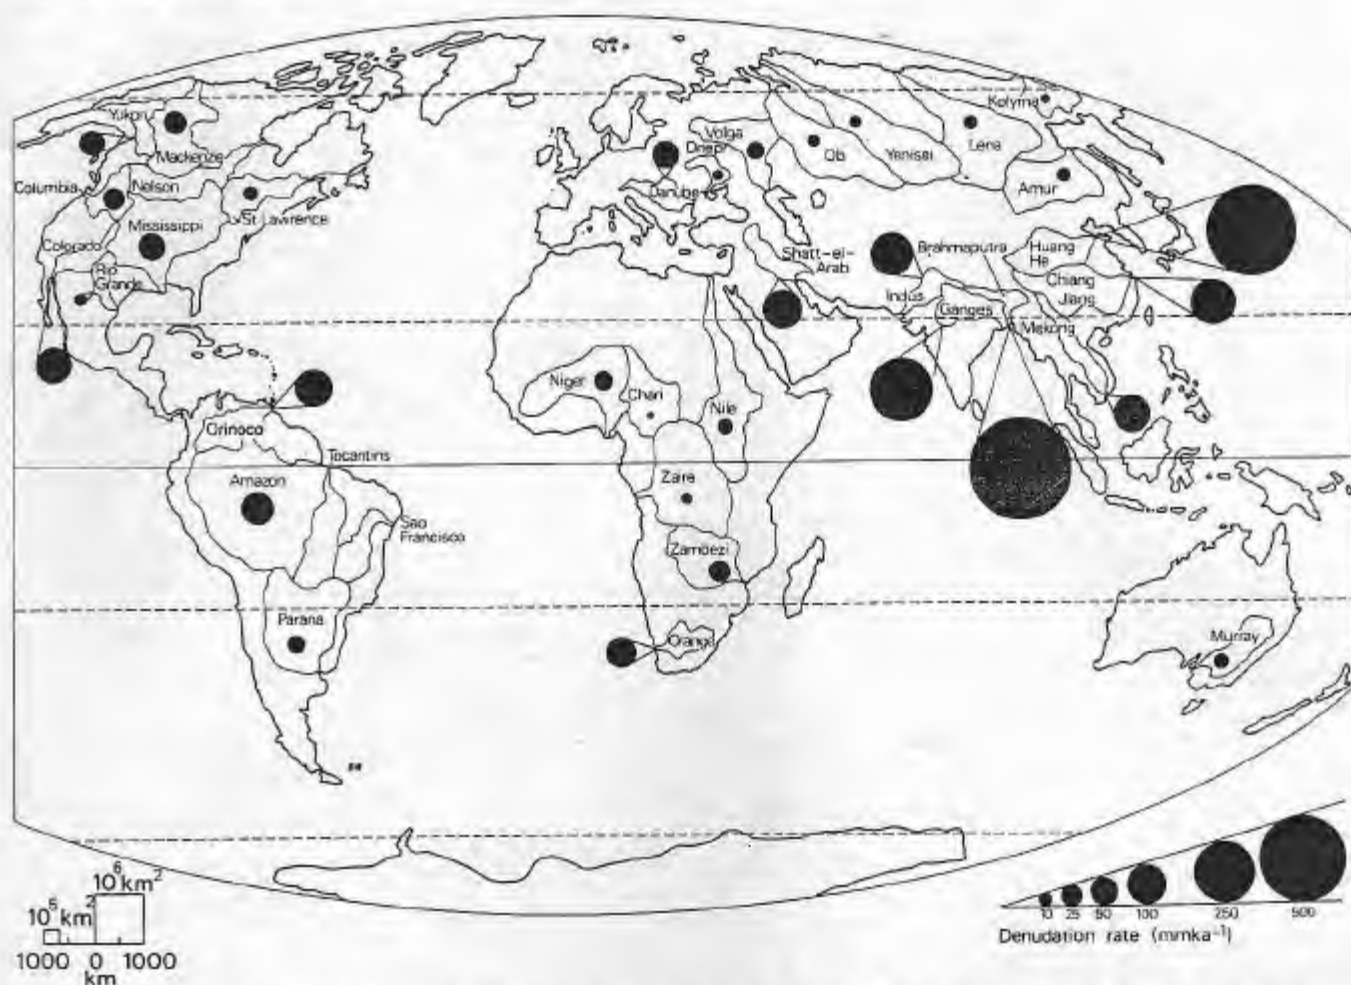 Yukon
Mackenzie
Columbia
Nelson
St Lawrence
Mississippi
Colorado
Rio
Grande
Orinoco
Tocantins
Amazon
Sao
Francisco
Parana
Volga
Dnepr
Danube
Ob
Yenisei
Lena
Kolyma
Amur
Shatt-el-
Arab
Brahmaputra
Huang
He
Indus
Ganges
Chiang
Jiang
Mekong
Niger
Chari
Nile
Zaire
Zambezi
Orange
Murray
10⁶km²
10⁵km²
1000 0 1000
km
10 25 50 100 250 500
Denudation rate (mmka⁻¹)